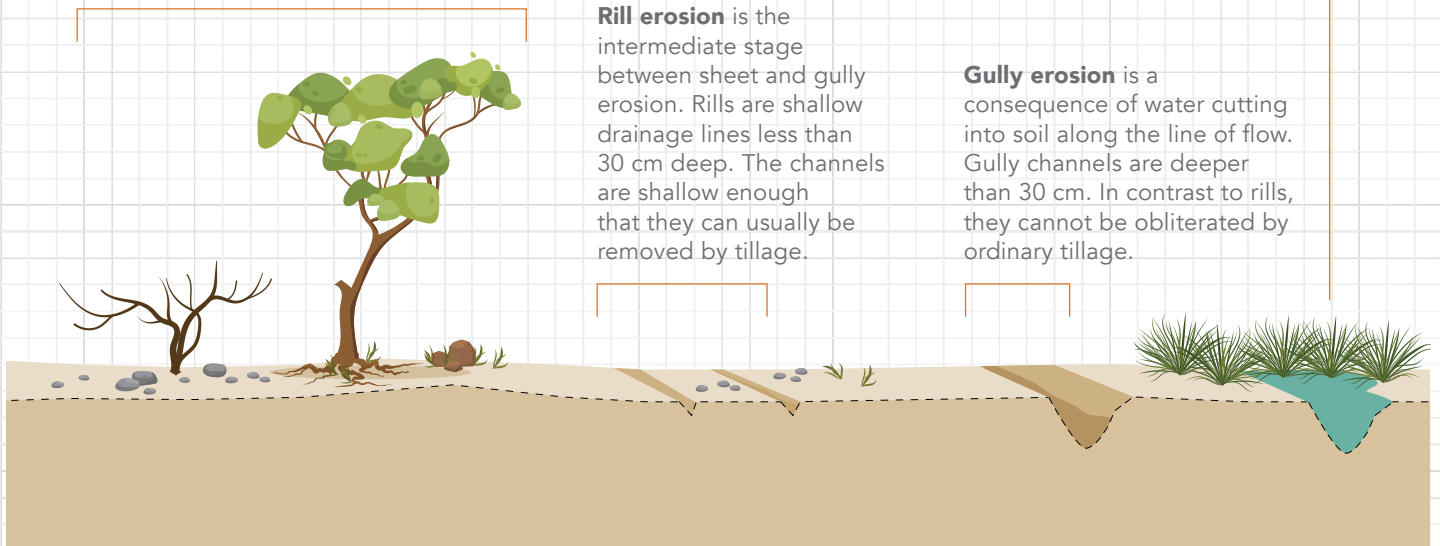 Rill erosion is the
intermediate stage
between sheet and gully
erosion. Rills are shallow
drainage lines less than
30 cm deep. The channels
are shallow enough
that they can usually be
removed by tillage.
Gully erosion is a
consequence of water cutting
into soil along the line of flow.
Gully channels are deeper
than 30 cm. In contrast to rills,
they cannot be obliterated by
ordinary tillage.